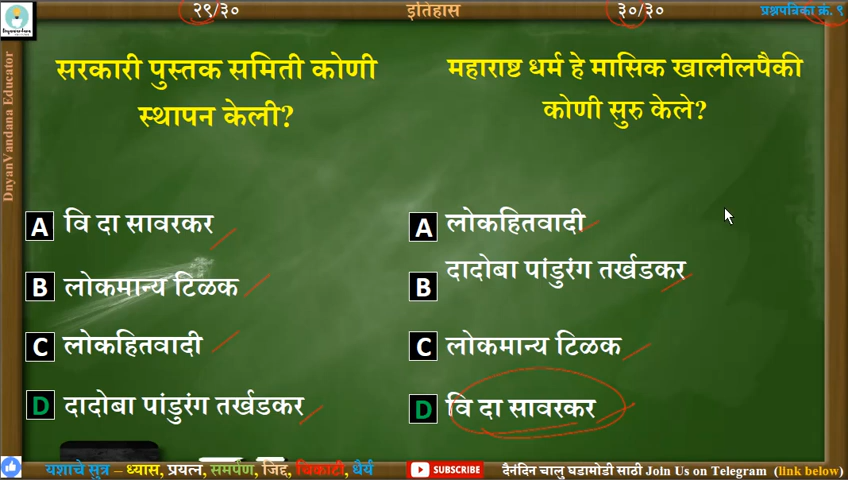 २९/३०
इतिहास
३०/३०
प्रश्नपत्रिका क्रं. ९
DnyanVandana Educator
सरकारी पुस्तक समिती कोणी
स्थापन केली?
A वि दा सावरकर
B लोकमान्य टिळक
C लोकहितवादी
D दादोबा पांडुरंग तर्खडकर
महाराष्ट धर्म हे मासिक खालीलपैकी
कोणी सुरु केले?
A लोकहितवादी
B दादोबा पांडुरंग तर्खडकर
C लोकमान्य टिळक
D वि दा सावरकर
यशाचे सुत्र – ध्यास, प्रयत्न, समर्पण, जिद्द, चिकाटी, धैर्य
SUBSCRIBE
दैनंदिन चालु घडामोडी साठी Join Us on Telegram (link below)